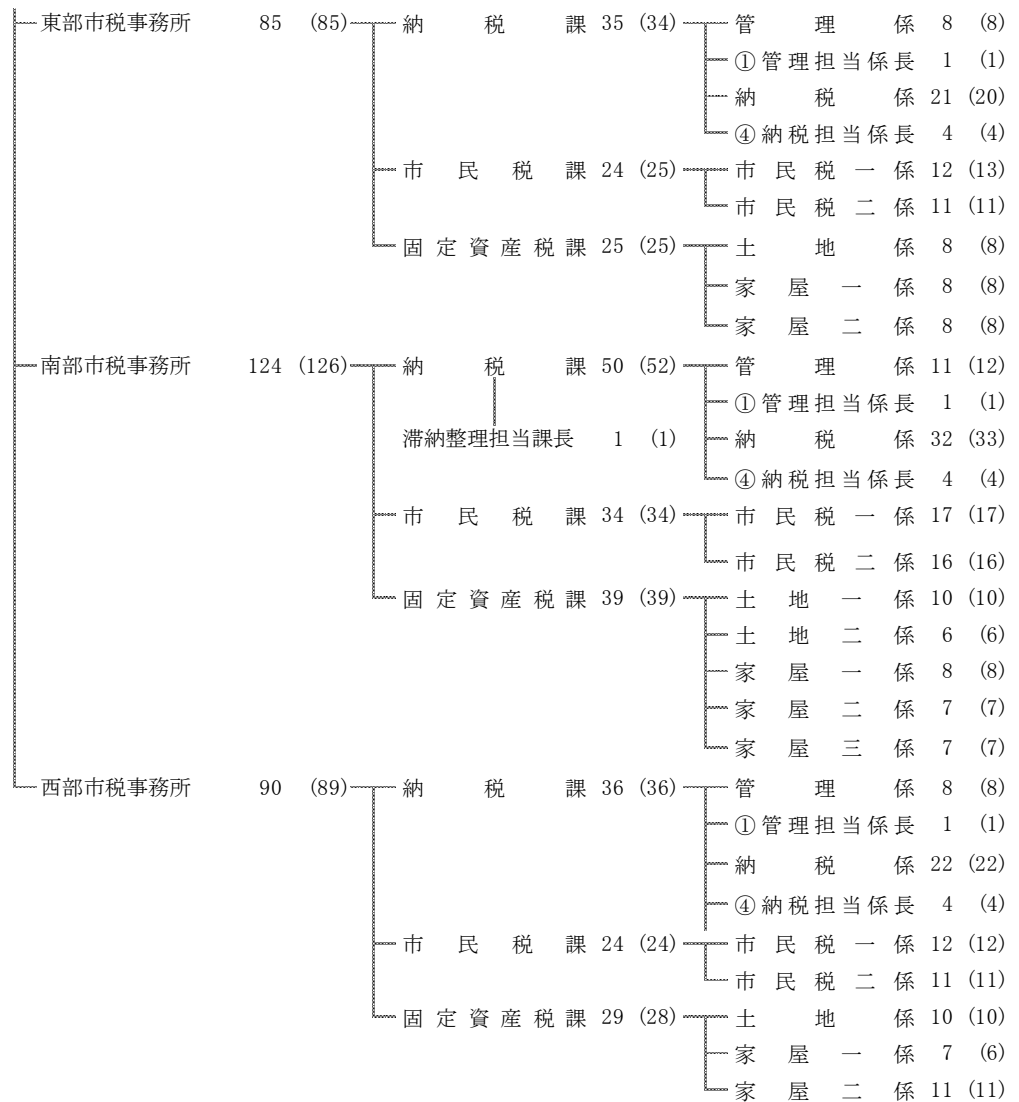 東部市税事務所 85 (85) 納税課 35 (34) 管理係 8 (8)
①管理担当係長 1 (1)
納税係 21 (20)
④納税担当係長 4 (4)
市民税課 24 (25) 市民税一係 12 (13)
市民税二係 11 (11)
固定資産税課 25 (25) 土地係 8 (8)
家屋一係 8 (8)
家屋二係 8 (8)
南部市税事務所 124 (126) 納税課 50 (52) 管理係 11 (12)
①管理担当係長 1 (1)
滞納整理担当課長 1 (1) 納税係 32 (33)
④納税担当係長 4 (4)
市民税課 34 (34) 市民税一係 17 (17)
市民税二係 16 (16)
固定資産税課 39 (39) 土地一係 10 (10)
土地二係 6 (6)
家屋一係 8 (8)
家屋二係 7 (7)
家屋三係 7 (7)
西部市税事務所 90 (89) 納税課 36 (36) 管理係 8 (8)
①管理担当係長 1 (1)
納税係 22 (22)
④納税担当係長 4 (4)
市民税課 24 (24) 市民税一係 12 (12)
市民税二係 11 (11)
固定資産税課 29 (28) 土地係 10 (10)
家屋一係 7 (6)
家屋二係 11 (11)